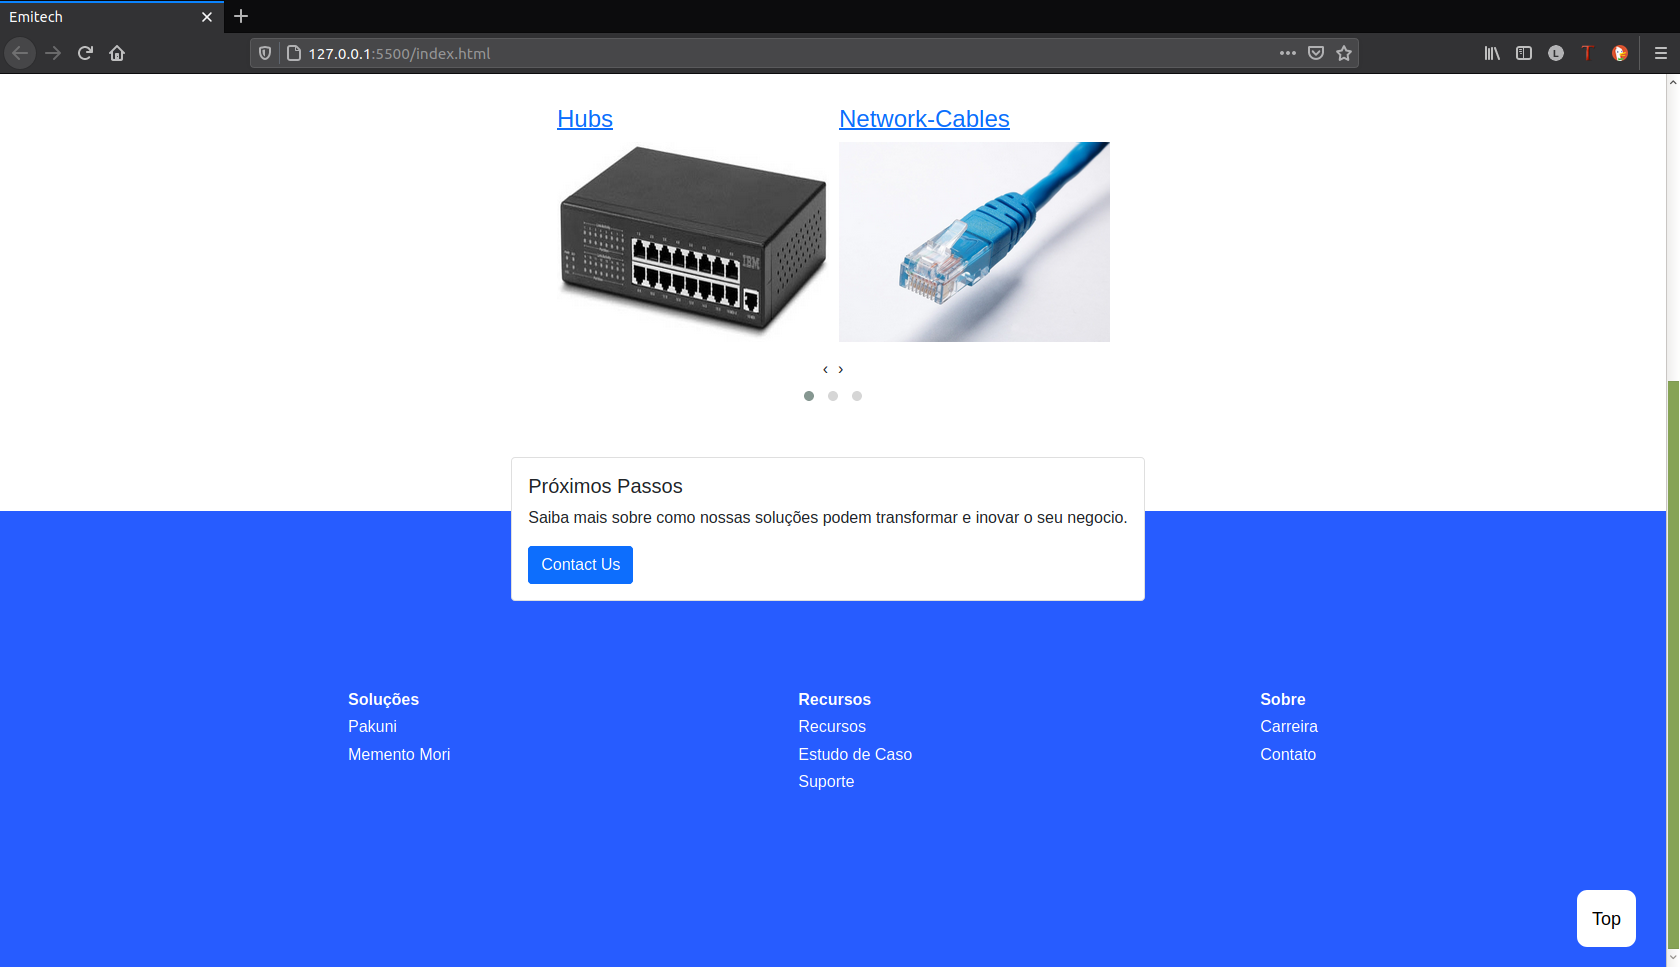 Emitech
127.0.0.1:5500/index.html
Hubs
Network-Cables
IBM
‹ ›
Próximos Passos
Saiba mais sobre como nossas soluções podem transformar e inovar o seu negocio.
Contact Us
Soluções
Pakuni
Memento Mori
Recursos
Recursos
Estudo de Caso
Suporte
Sobre
Carreira
Contato
Top